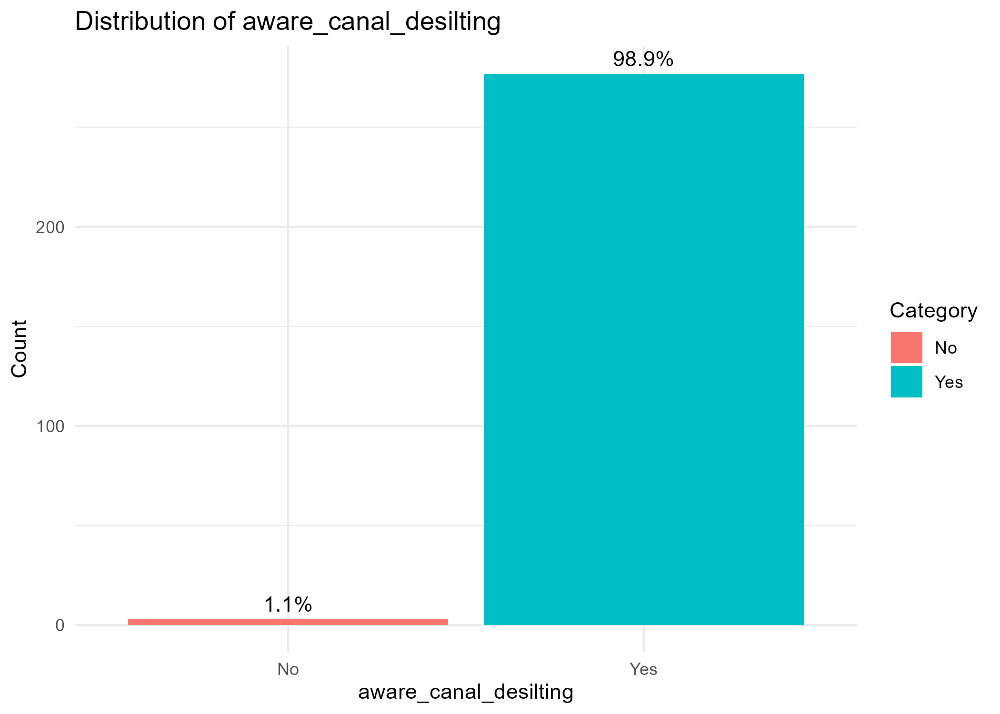 Distribution of aware_canal_desilting
98.9%
200
100
0
Count
1.1%
No
Yes
aware_canal_desilting
Category
No
Yes